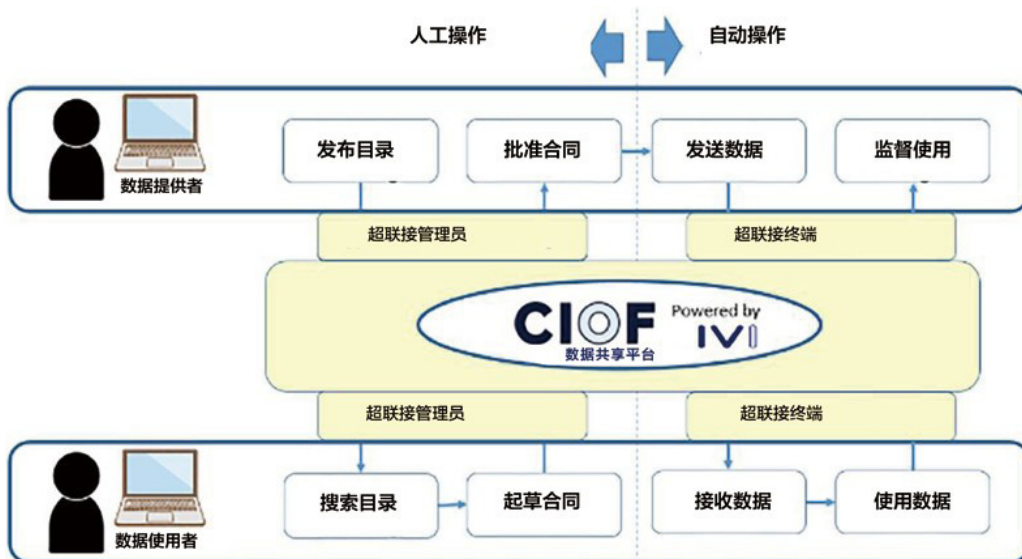 人工操作
自动操作
发布目录
批准合同
发送数据
监督使用
数据提供者
超联接管理员
超联接终端
CIOF
Powered by
IVI
数据共享平台
超联接管理员
超联接终端
搜索目录
起草合同
接收数据
使用数据
数据使用者